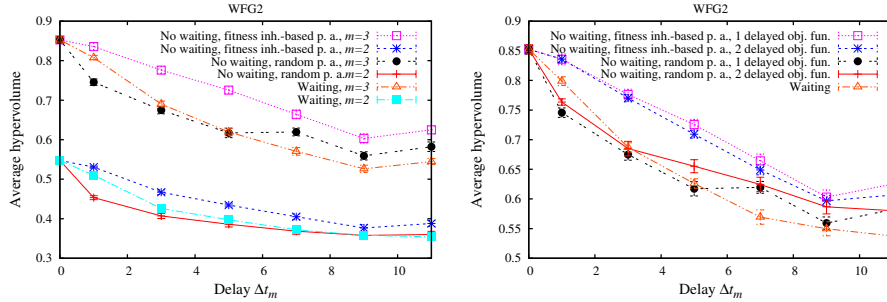 WFG2
No waiting, fitness inh.-based p. a., m=3
No waiting, fitness inh.-based p. a., m=2
No waiting, random p. a., m=3
No waiting, random p. a.m=2
Waiting, m=3
Waiting, m=2
Average hypervolume
0.9
0.8
0.7
0.6
0.5
0.4
0.3
0
2
4
6
8
10
Delay Δtm
WFG2
No waiting, fitness inh.-based p. a., 1 delayed obj. fun.
No waiting, fitness inh.-based p. a., 2 delayed obj. fun.
No waiting, random p. a., 1 delayed obj. fun.
No waiting, random p. a., 2 delayed obj. fun.
Waiting
Average hypervolume
0.9
0.85
0.8
0.75
0.7
0.65
0.6
0.55
0.5
0
2
4
6
8
10
Delay Δtm